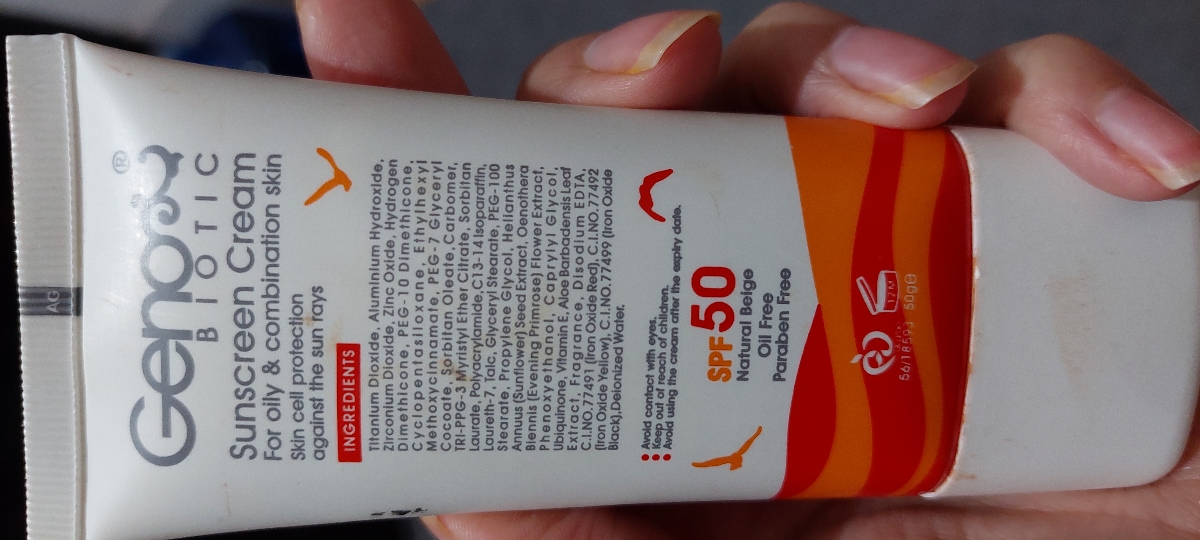 AG
Genosa®
BIOTIC
Sunscreen Cream
For oily & combination skin
Skin cell protection
against the sun rays
INGREDIENTS
Titanium Dioxide, Aluminium Hydroxide,
Zirconium Dioxide, Zinc Oxide, Hydrogen
Dimethicone, PEG-10 Dimethicone,
Cyclopentasiloxane, Ethylhexyl
Methoxycinnamate, PEG-7 Glyceryl
Cocoate, Sorbitan Oleate, Carbomer,
TRI-PPG-3 Myristyl Ether Citrate, Sorbitan
Laurate, Polyacrylamide, C13-14 Isoparaffin,
Laureth-7, Talc, Glyceryl Stearate, PEG-100
Stearate, Propylene Glycol, Helianthus
Annuus (Sunflower) Seed Extract, Oenothera
Biennis (Evening Primrose) Flower Extract,
Phenoxyethanol, Caprylyl Glycol,
Ubiquinone, Vitamin E, Aloe Barbadensis Leaf
Extract, Fragrance, Disodium EDTA,
C.I.NO.77491 (Iron Oxide Red), C.I.NO.77492
(Iron Oxide Yellow), C.I.NO.77499 (Iron Oxide
Black),Deionized Water.
Avoid contact with eyes.
Keep out of reach of children.
Avoid using the cream after the expiry date.
SPF50
Natural Beige
Oil Free
Paraben Free
12M
50g℮